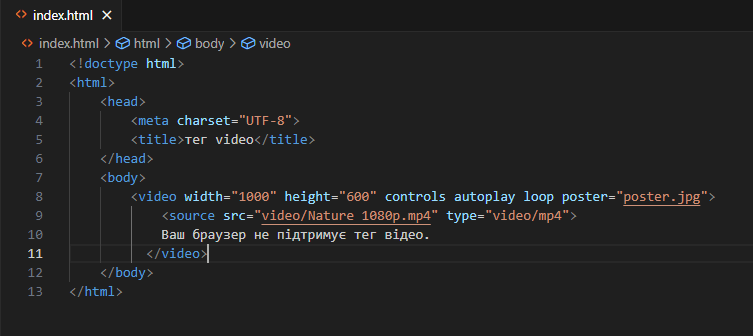 index.html
index.html > html > body > video
1 <!doctype html>
2 <html>
3 <head>
4 <meta charset="UTF-8">
5 <title>тег video</title>
6 </head>
7 <body>
8 <video width="1000" height="600" controls autoplay loop poster="poster.jpg">
9 <source src="video/Nature 1080p.mp4" type="video/mp4">
10 Ваш браузер не підтримує тег відео.
11 </video>
12 </body>
13 </html>